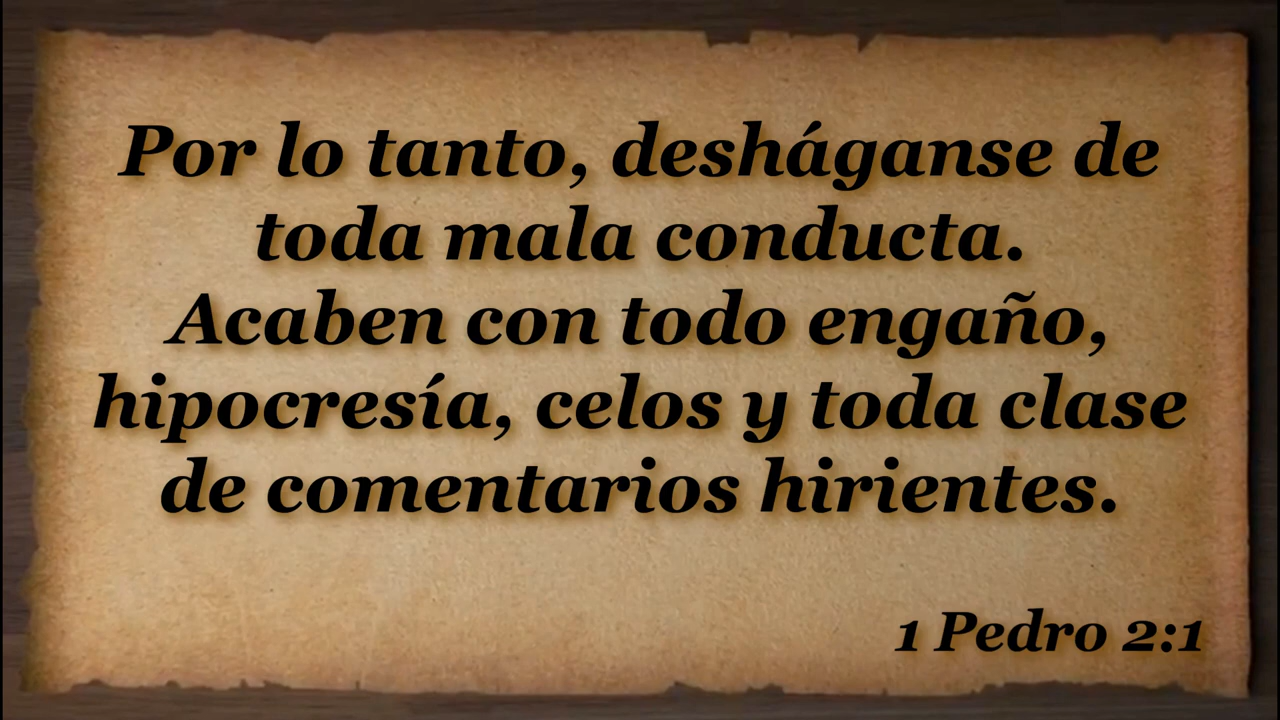 Por lo tanto, desháganse de
toda mala conducta.
Acaben con todo engaño,
hipocresía, celos y toda clase
de comentarios hirientes.
1 Pedro 2:1